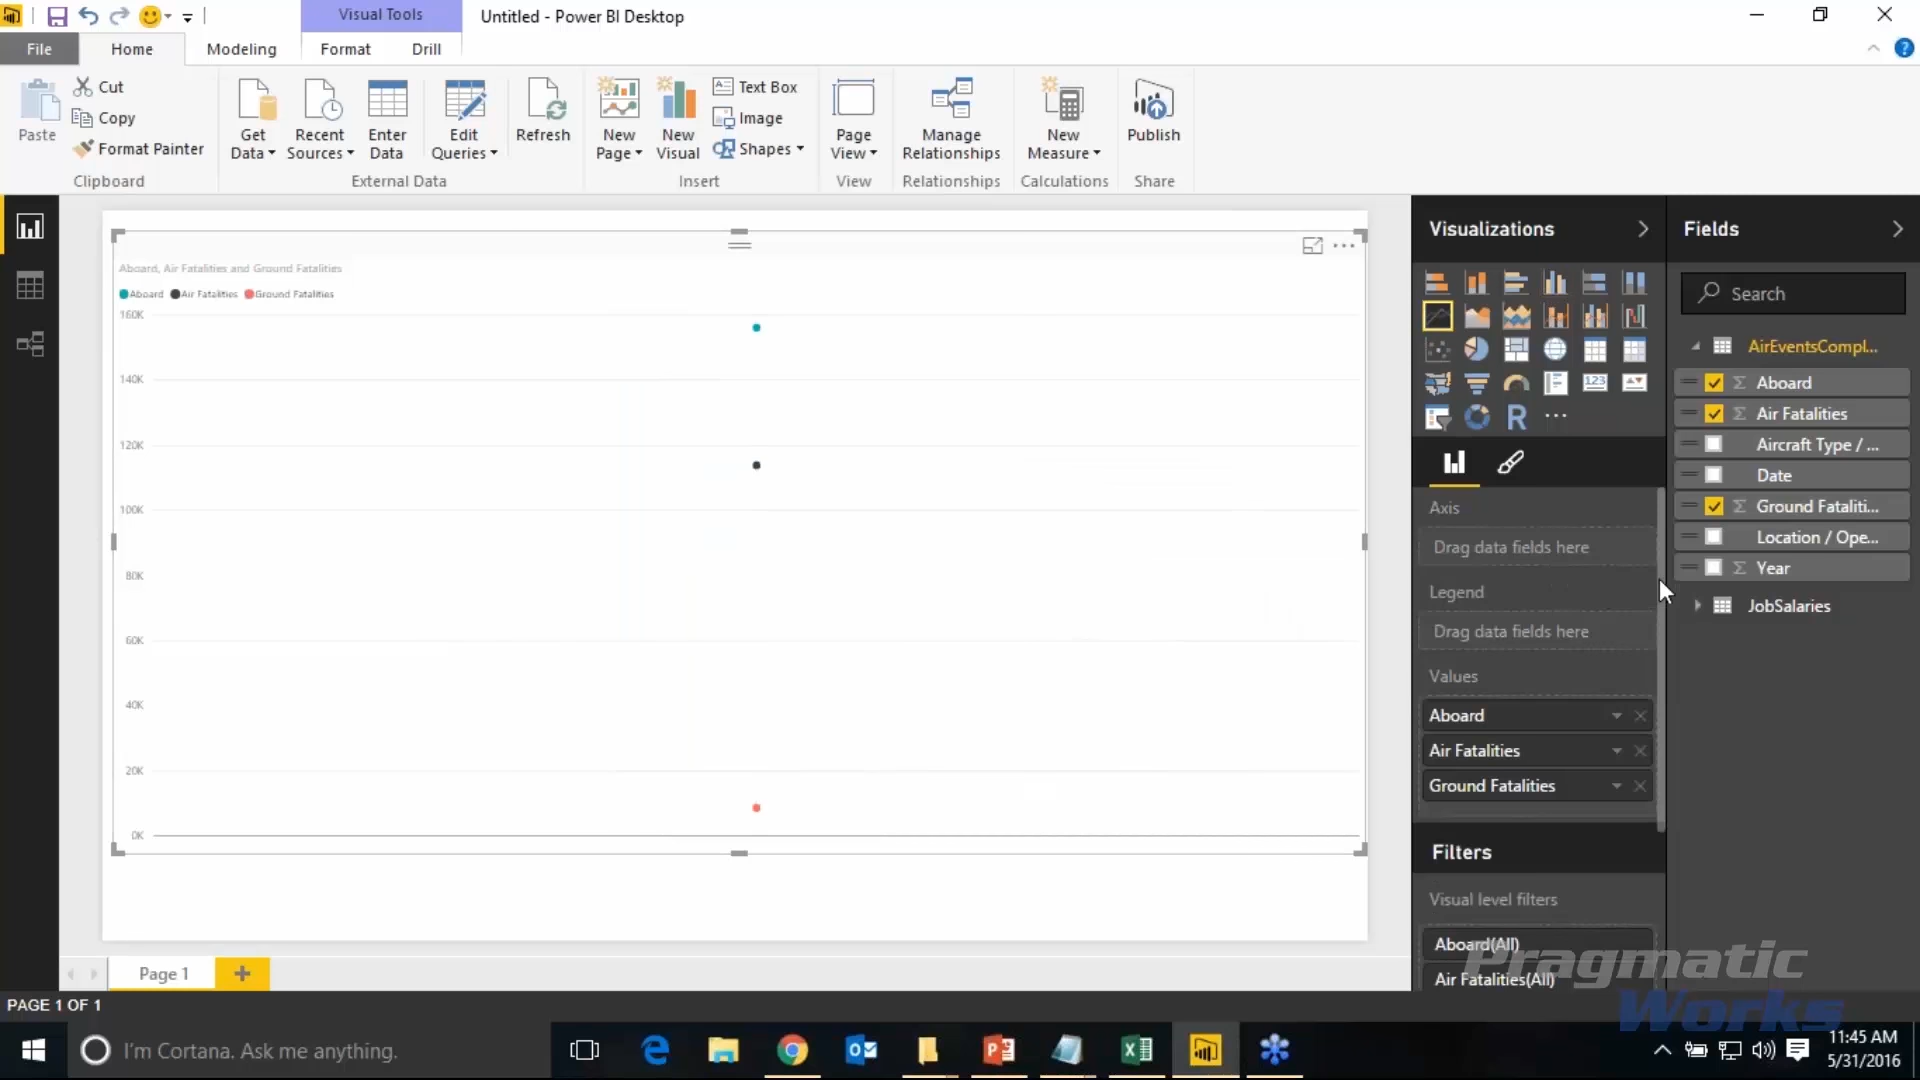 Visual Tools
Untitled - Power BI Desktop
File
Home
Modeling
Format
Drill
Paste
Cut
Copy
Format Painter
Clipboard
Get Data
Recent Sources
Enter Data
Edit Queries
Refresh
External Data
New Page
New Visual
Text Box
Image
Shapes
Insert
Page View
View
Manage Relationships
Relationships
New Measure
Calculations
Publish
Share
Aboard, Air Fatalities and Ground Fatalities
Aboard
Air Fatalities
Ground Fatalities
160K
140K
120K
100K
80K
60K
40K
20K
0K
Visualizations
R
123
Axis
Drag data fields here
Legend
Drag data fields here
Values
Aboard
Air Fatalities
Ground Fatalities
Filters
Visual level filters
Aboard(All)
Air Fatalities(All)
Fields
Search
AirEventsCompl...
Aboard
Air Fatalities
Aircraft Type / ...
Date
Ground Fataliti...
Location / Ope...
Year
JobSalaries
Page 1
PAGE 1 OF 1
Pragmatic
Works
I'm Cortana. Ask me anything.
11:45 AM
5/31/2016